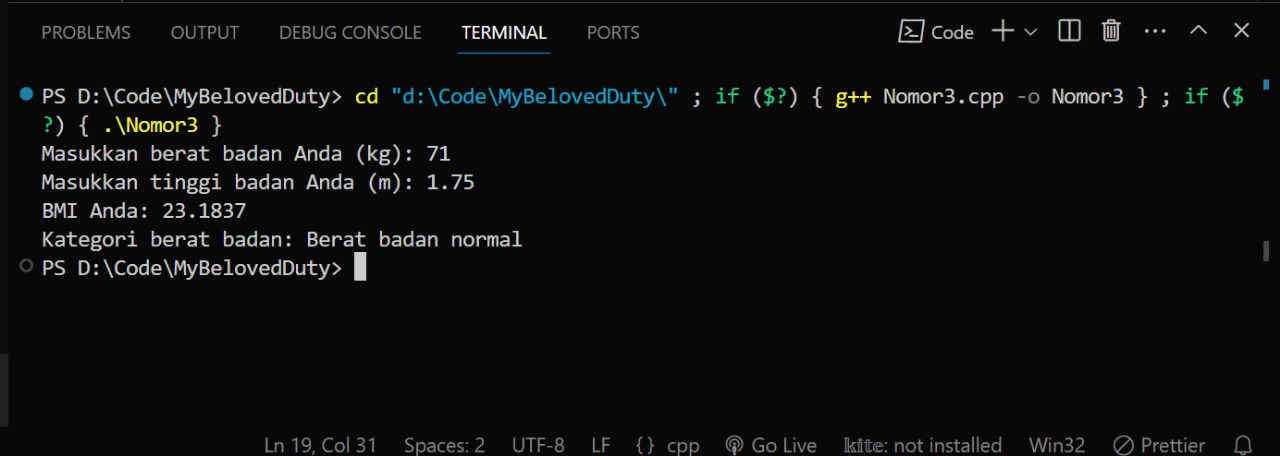 PROBLEMS OUTPUT DEBUG CONSOLE TERMINAL PORTS Code
PS D:\Code\MyBelovedDuty> cd "d:\Code\MyBelovedDuty\" ; if ($?) { g++ Nomor3.cpp -o Nomor3 } ; if ($
?) { .\Nomor3 }
Masukkan berat badan Anda (kg): 71
Masukkan tinggi badan Anda (m): 1.75
BMI Anda: 23.1837
Kategori berat badan: Berat badan normal
PS D:\Code\MyBelovedDuty>
Ln 19, Col 31 Spaces: 2 UTF-8 LF {} cpp Go Live kite: not installed Win32 Prettier